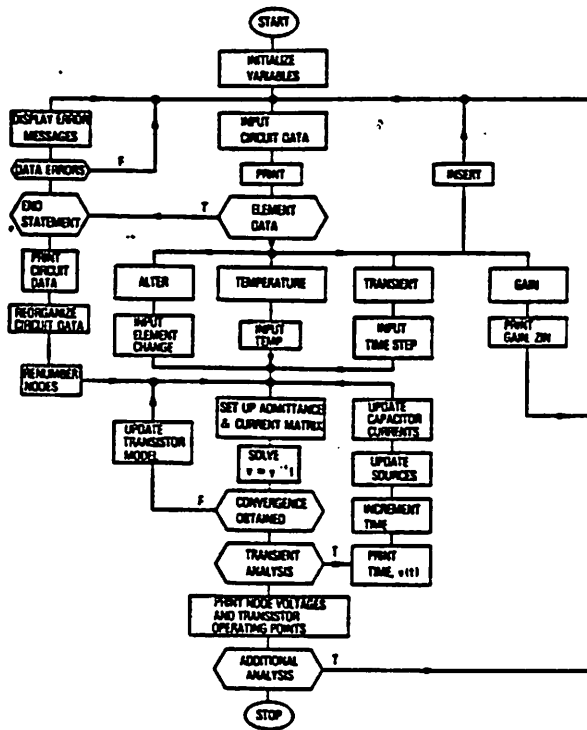 START
INITIALIZE
VARIABLES
DISPLAY ERROR
MESSAGES
INPUT
CIRCUIT DATA
F
DATA ERRORS
PRINT
INSERT
END
STATEMENT
T
ELEMENT
DATA
PRINT
CIRCUIT
DATA
ALTER
TEMPERATURE
TRANSIENT
GAIN
REORGANIZE
CIRCUIT DATA
INPUT
ELEMENT
CHANGE
INPUT
TEMP
INPUT
TIME STEP
PRINT
GAIN, ZIN
RENUMBER
NODES
SET UP ADMITTANCE
& CURRENT MATRIX
UPDATE
CAPACITOR
CURRENTS
UPDATE
TRANSISTOR
MODEL
SOLVE
UPDATE
SOURCES
F
CONVERGENCE
OBTAINED
INCREMENT
TIME
TRANSIENT
ANALYSIS
T
PRINT
TIME, v(t)
PRINT NODE VOLTAGES
AND TRANSISTOR
OPERATING POINTS
ADDITIONAL
ANALYSIS
T
STOP